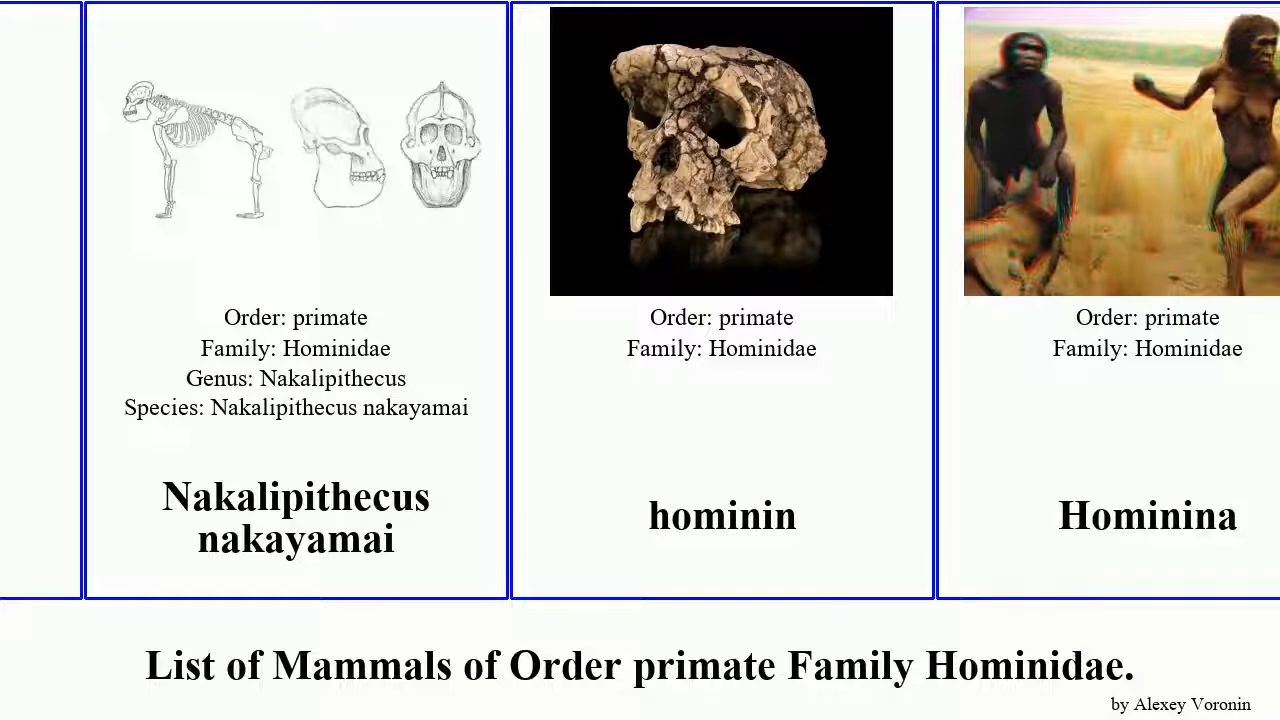 Order: primate
Family: Hominidae
Genus: Nakalipithecus
Species: Nakalipithecus nakayamai
Nakalipithecus
nakayamai
Order: primate
Family: Hominidae
hominin
Order: primate
Family: Hominidae
Hominina
List of Mammals of Order primate Family Hominidae.
by Alexey Voronin